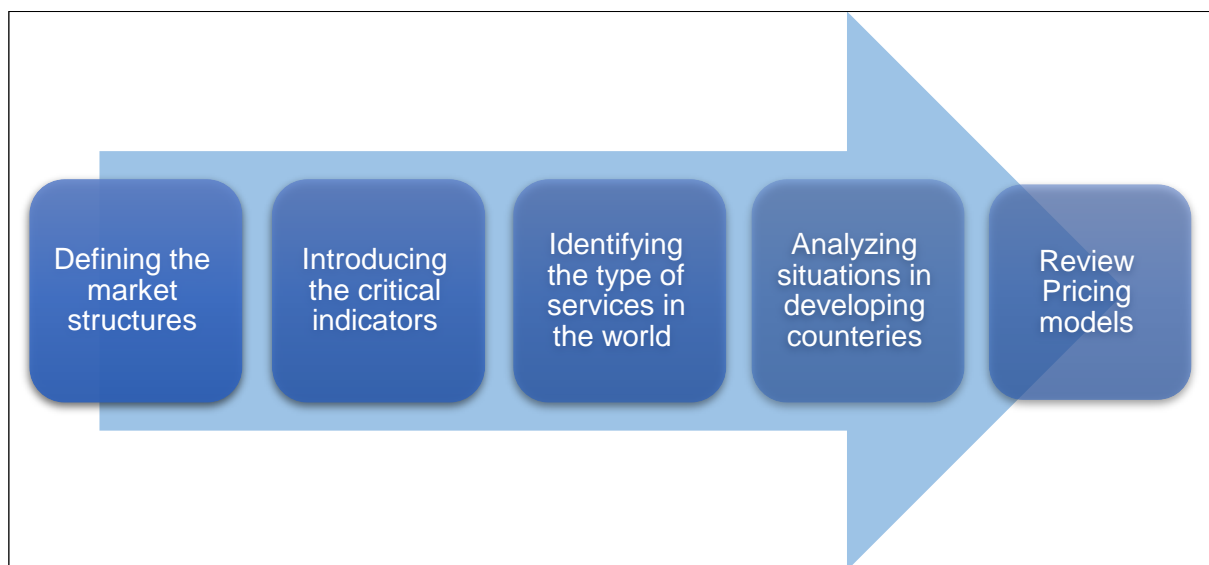 Defining the
market
structures
Introducing
the critical
indicators
Identifying
the type of
services in
the world
Analyzing
situations in
developing
counteries
Review
Pricing
models